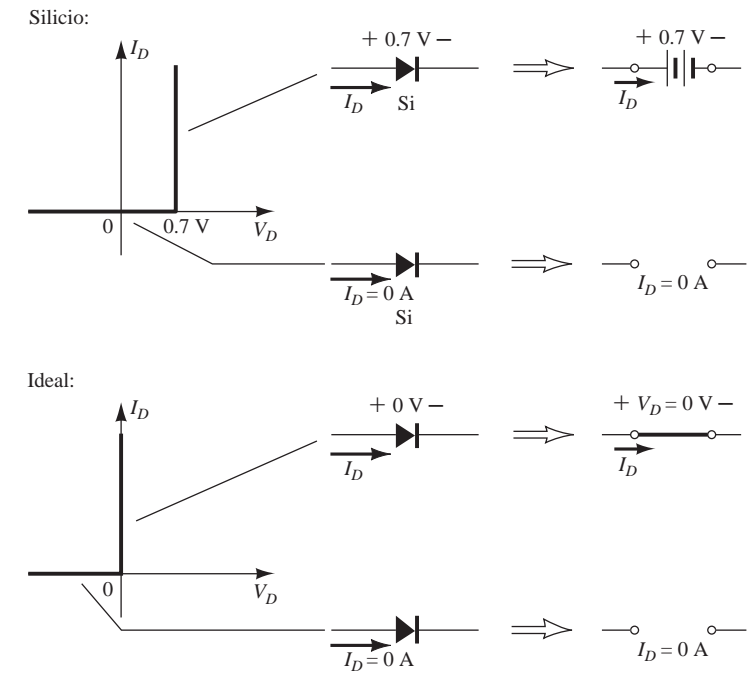 Silicio:
I_D
+ 0.7 V −
+ 0.7 V −
I_D
Si
I_D
0
0.7 V
V_D
I_D = 0 A
Si
I_D = 0 A
Ideal:
I_D
+ 0 V −
+ V_D = 0 V −
I_D
I_D
0
V_D
I_D = 0 A
I_D = 0 A